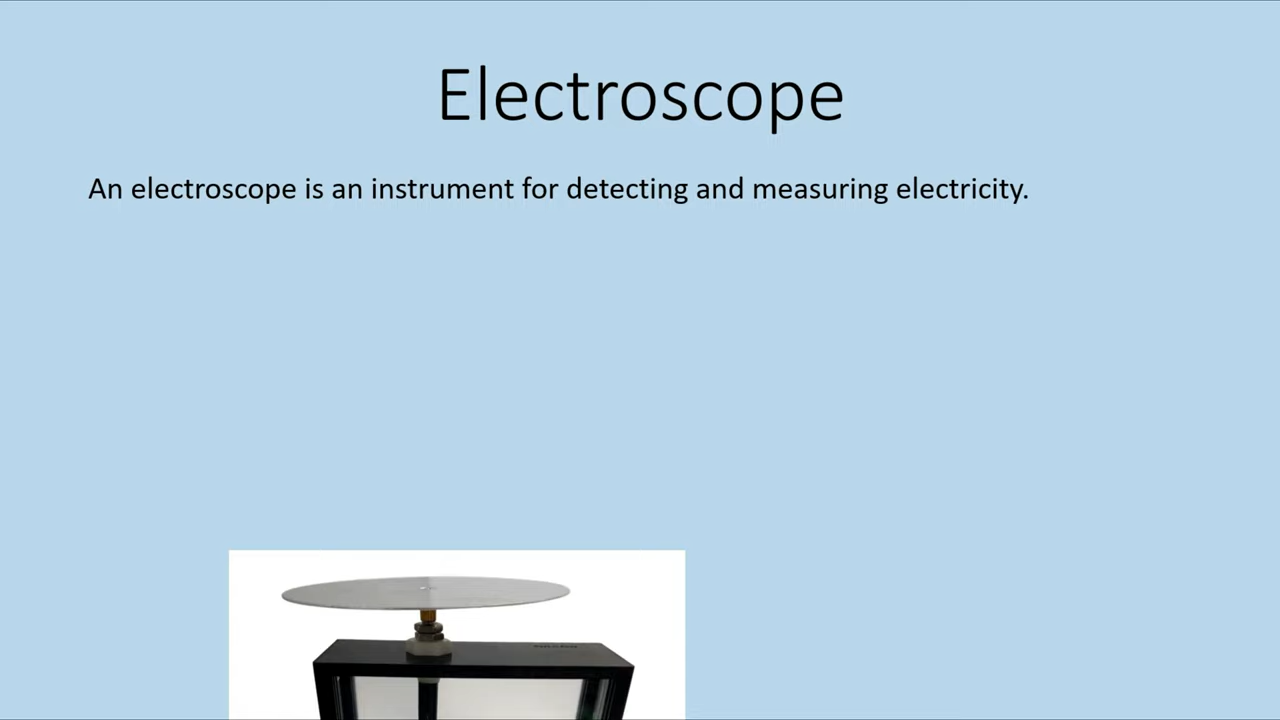 Electroscope
An electroscope is an instrument for detecting and measuring electricity.